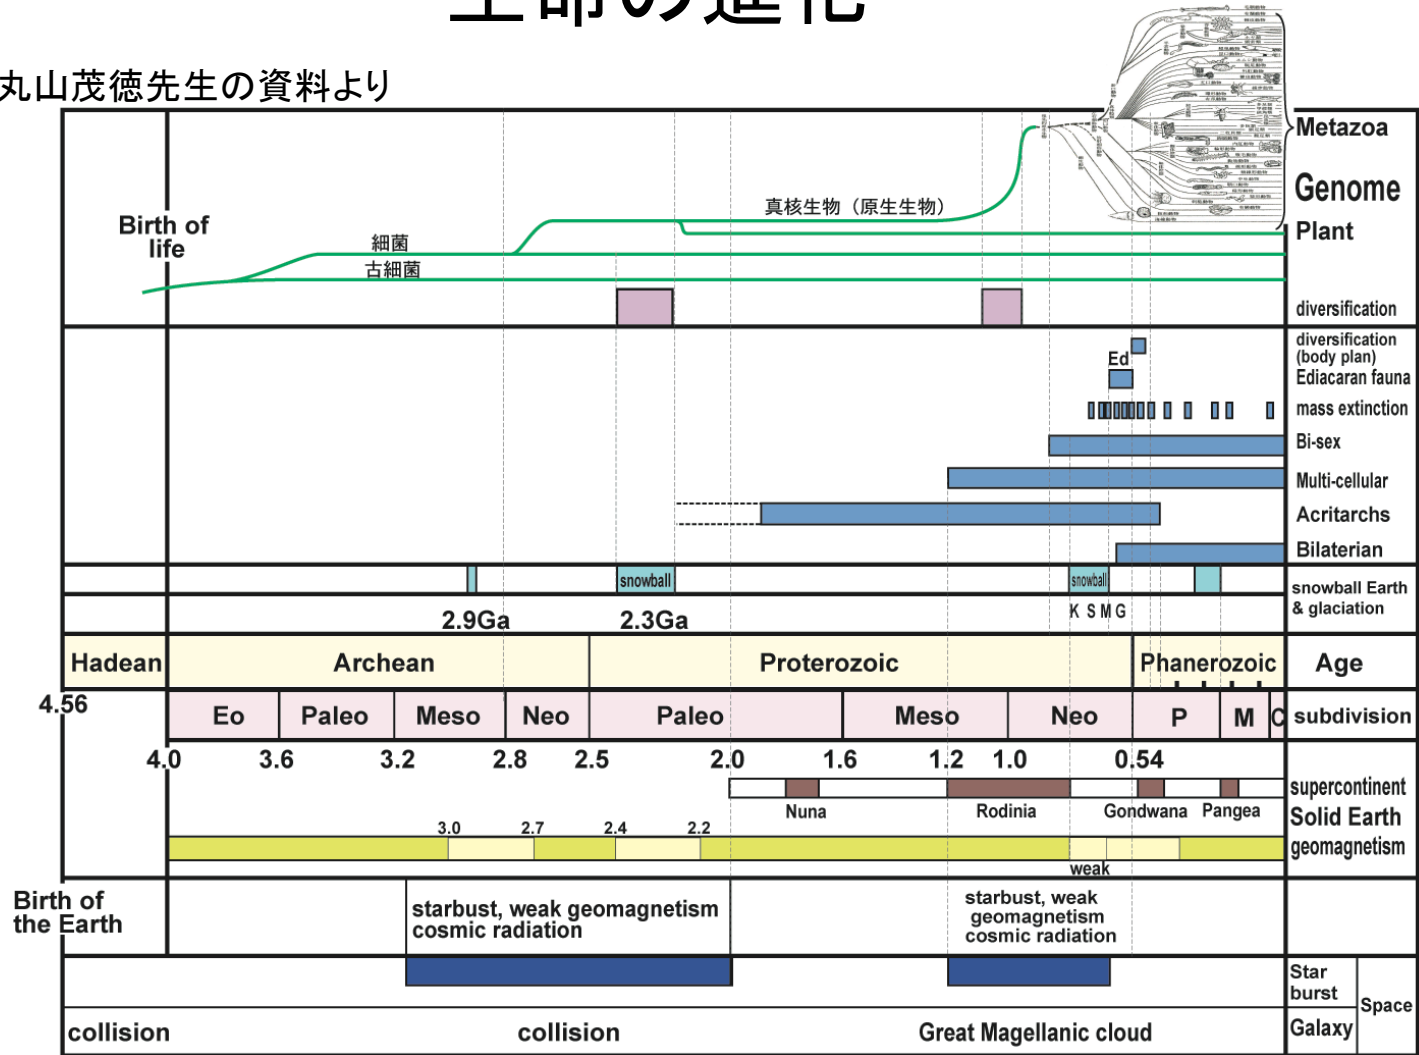 生命の進化
丸山茂徳先生の資料より
Metazoa
Genome
真核生物（原生生物）
Birth of
life
Plant
細菌
古細菌
diversification
diversification
(body plan)
Ed
Ediacaran fauna
mass extinction
Bi-sex
Multi-cellular
Acritarchs
Bilaterian
snowball
snowball
snowball Earth
& glaciation
2.9Ga
2.3Ga
K S M G
Hadean
Archean
Proterozoic
Phanerozoic
Age
4.56
Eo
Paleo
Meso
Neo
Paleo
Meso
Neo
P
M
C
subdivision
4.0
3.6
3.2
2.8
2.5
2.0
1.6
1.2
1.0
0.54
supercontinent
Nuna
Rodinia
Gondwana
Pangea
Solid Earth
3.0
2.7
2.4
2.2
geomagnetism
weak
Birth of
the Earth
starbust, weak geomagnetism
cosmic radiation
starbust, weak
geomagnetism
cosmic radiation
Star
burst
Space
collision
collision
Great Magellanic cloud
Galaxy